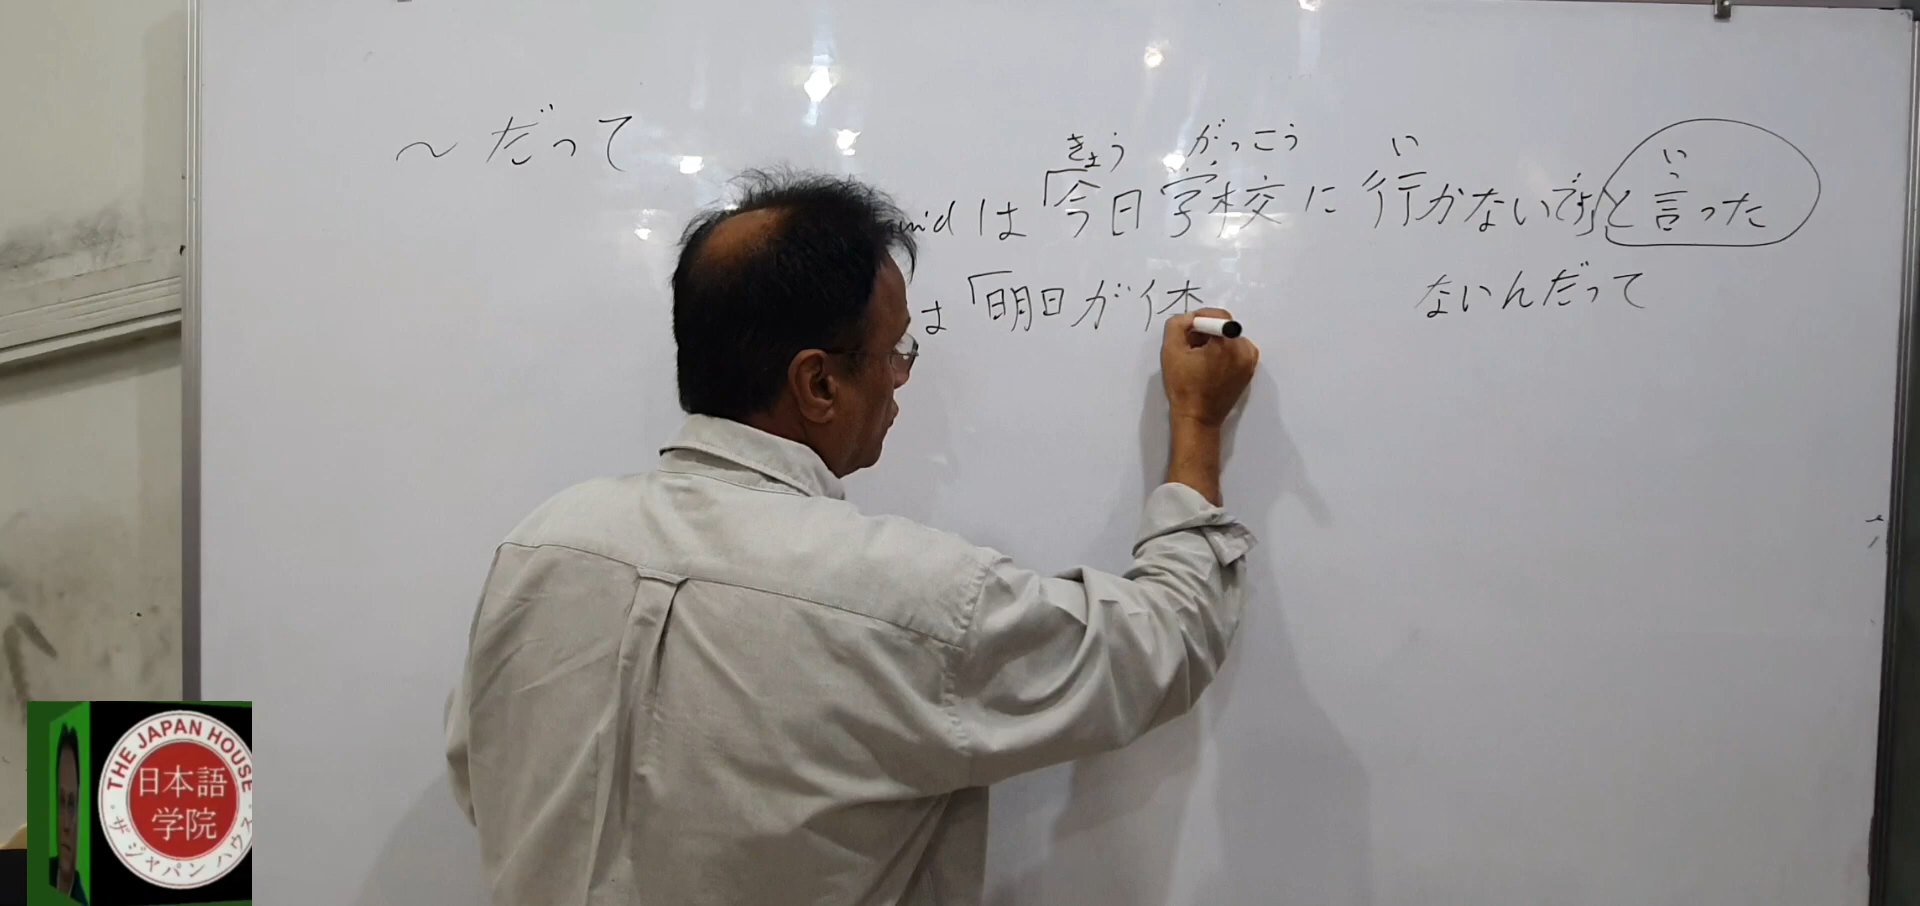 ~だって
きょう がっこう い い
は「今日学校に行かないです」と言った
ないんだって
は「明日が休
THE JAPAN HOUSE
日本語
学院
ザ ジャパン ハウス